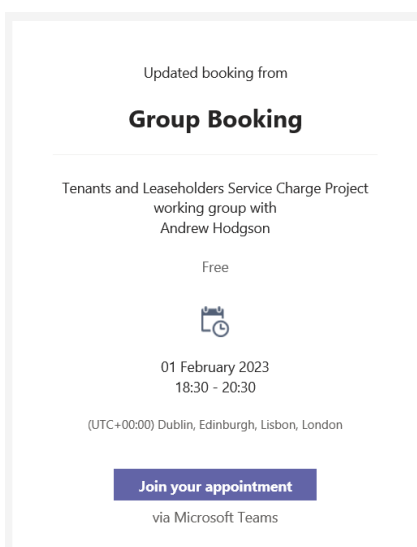 Updated booking from
Group Booking
Tenants and Leaseholders Service Charge Project
working group with
Andrew Hodgson
Free
01 February 2023
18:30 - 20:30
(UTC+00:00) Dublin, Edinburgh, Lisbon, London
Join your appointment
via Microsoft Teams